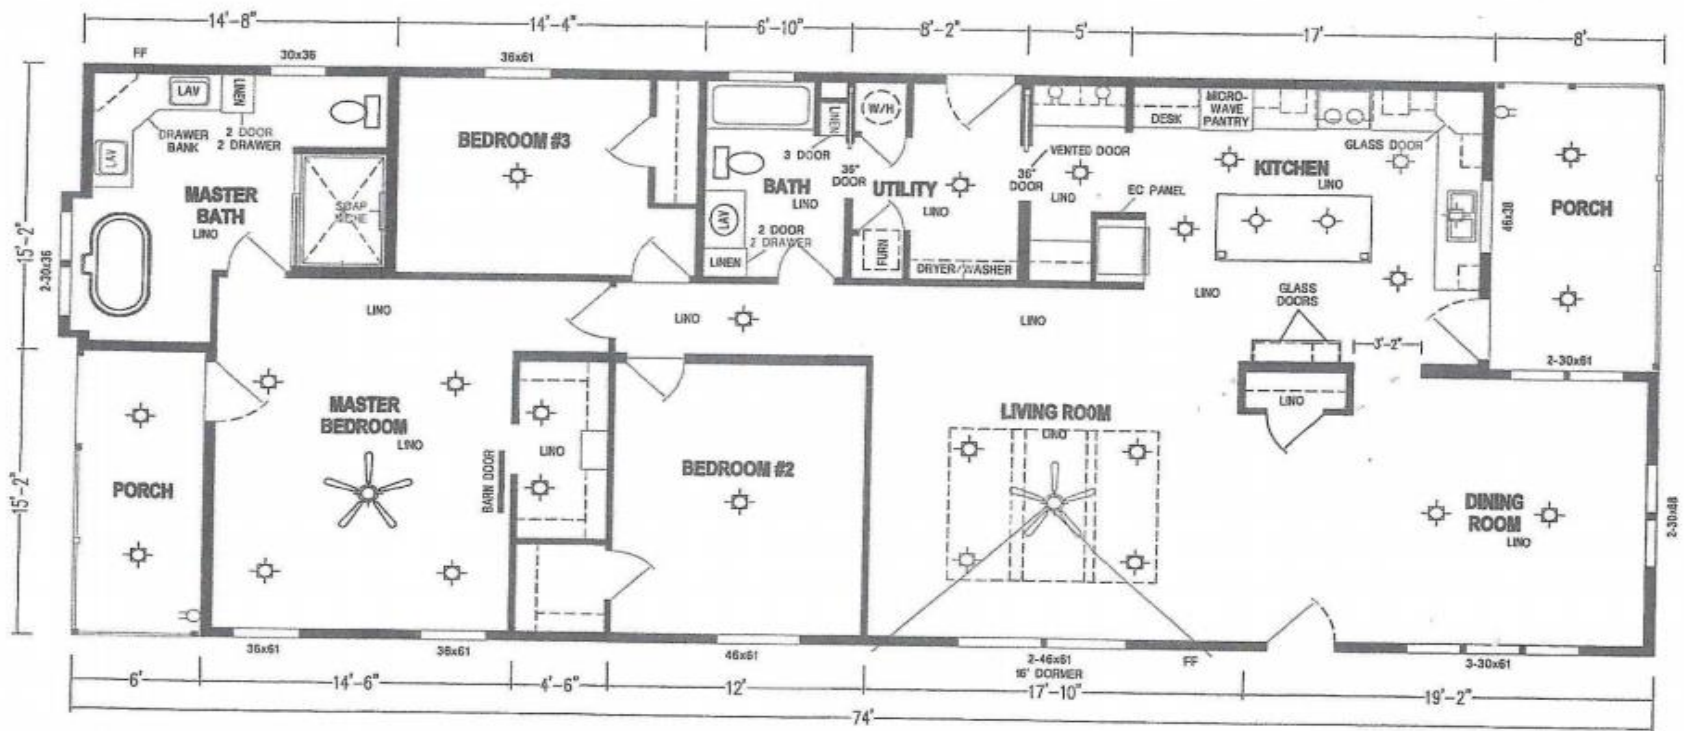 14'-8"
14'-4"
6'-10"
8'-2"
5'
17'
8'
FF
30x36
36x61
LAV
LINEN
DRAWER
BANK
2 DOOR
2 DRAWER
LAV
MASTER
BATH
LINO
SOAP
NICHE
BEDROOM #3
LINEN
3 DOOR
BATH
LINO
36"
DOOR
LAV
2 DOOR
2 DRAWER
LINEN
W/H
UTILITY
LINO
FURN
DRYER/WASHER
36"
DOOR
VENTED DOOR
LINO
EC PANEL
DESK
MICRO-
WAVE
PANTRY
GLASS DOOR
KITCHEN
LINO
46x38
PORCH
15'-2"
2-30x36
LINO
LINO
LINO
LINO
GLASS
DOORS
3'-2"
2-30x61
15'-2"
PORCH
MASTER
BEDROOM
LINO
BARN DOOR
LINO
BEDROOM #2
LIVING ROOM
LINO
LINO
DINING
ROOM
LINO
2-30x88
36x61
36x61
46x61
2-46x61
16' DORMER
FF
3-30x61
6'
14'-6"
4'-6"
12'
17'-10"
19'-2"
74'